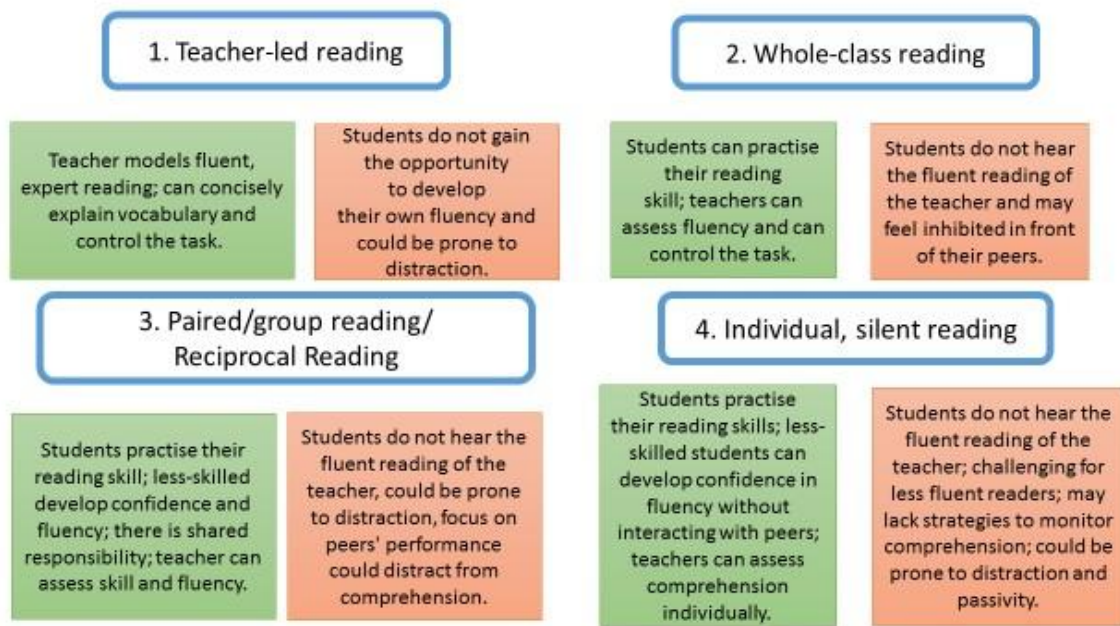 1. Teacher-led reading
Teacher models fluent,
expert reading; can concisely
explain vocabulary and
control the task.
Students do not gain
the opportunity
to develop
their own fluency and
could be prone to
distraction.
2. Whole-class reading
Students can practise
their reading
skill; teachers can
assess fluency and can
control the task.
Students do not hear
the fluent reading of
the teacher and may
feel inhibited in front
of their peers.
3. Paired/group reading/
Reciprocal Reading
Students practise their
reading skill; less-skilled
develop confidence and
fluency; there is shared
responsibility; teacher can
assess skill and fluency.
Students do not hear the
fluent reading of the
teacher, could be prone
to distraction, focus on
peers' performance
could distract from
comprehension.
4. Individual, silent reading
Students practise
their reading skills; less-
skilled students can
develop confidence in
fluency without
interacting with peers;
teachers can assess
comprehension
individually.
Students do not hear the
fluent reading of the
teacher; challenging for
less fluent readers; may
lack strategies to monitor
comprehension; could be
prone to distraction and
passivity.